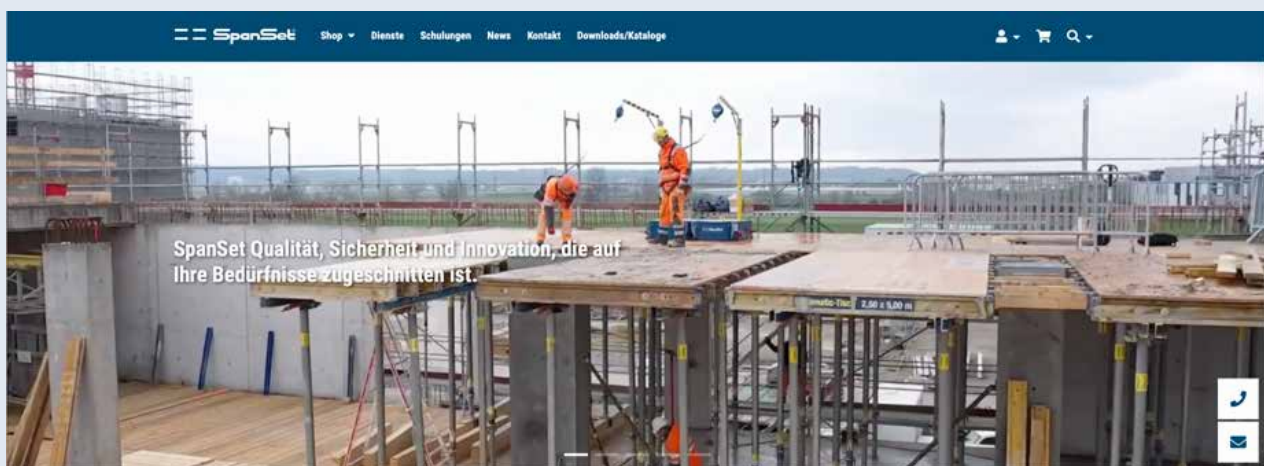 SpanSet
Shop Dienste Schulungen News Kontakt Downloads/Kataloge
SpanSet Qualität, Sicherheit und Innovation, die auf
Ihre Bedürfnisse zugeschnitten ist.
2,50 x 5,00 m